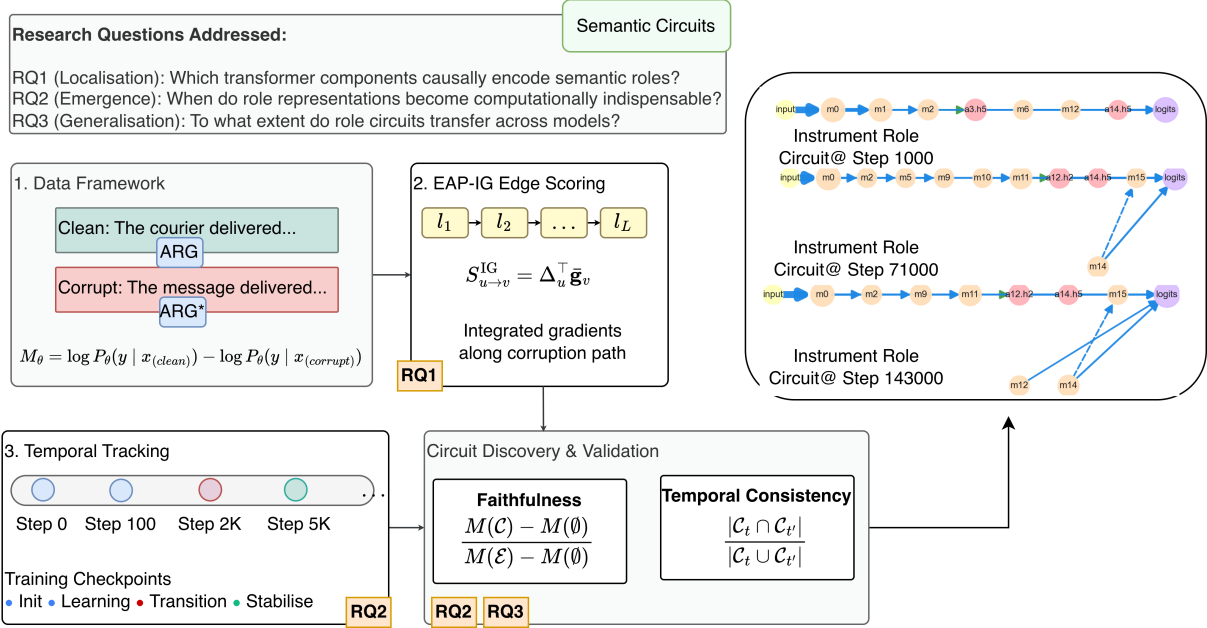 Semantic Circuits
Research Questions Addressed:
RQ1 (Localisation): Which transformer components causally encode semantic roles?
RQ2 (Emergence): When do role representations become computationally indispensable?
RQ3 (Generalisation): To what extent do role circuits transfer across models?
1. Data Framework
Clean: The courier delivered...
ARG
Corrupt: The message delivered...
ARG*
M_θ = log P_θ(y | x_(clean)) − log P_θ(y | x_(corrupt))
2. EAP-IG Edge Scoring
l_1 l_2 ... l_L
S^IG_{u→v} = Δ_u^⊤ ḡ_v
Integrated gradients
along corruption path
RQ1
3. Temporal Tracking
...
Step 0 Step 100 Step 2K Step 5K
Training Checkpoints
Init Learning Transition Stabilise
RQ2
Circuit Discovery & Validation
Faithfulness
M(𝒞) − M(∅)
M(ℰ) − M(∅)
Temporal Consistency
|𝒞_t ∩ 𝒞_t'|
|𝒞_t ∪ 𝒞_t'|
RQ2 RQ3
input m0 m1 m2 a3.h5 m6 m12 a14.h5 logits
Instrument Role
Circuit@ Step 1000
input m0 m2 m5 m9 m10 m11 a12.h2 a14.h5 m15 logits
m14
Instrument Role
Circuit@ Step 71000
input m0 m2 m9 m11 a12.h2 a14.h5 m15 logits
m12 m14
Instrument Role
Circuit@ Step 143000